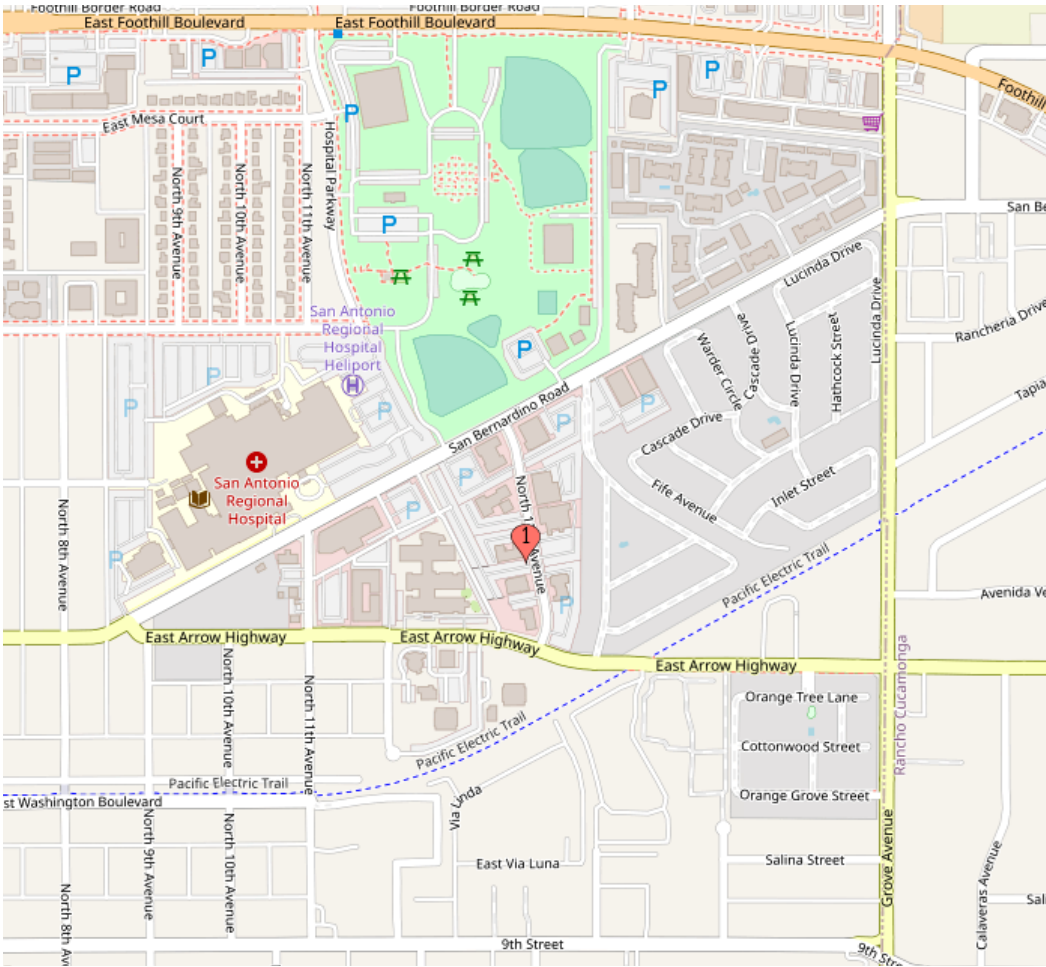 Foothill Border Road
Foothill Border Road
East Foothill Boulevard
East Foothill Boulevard
P
P
P
P
P
Foothill
East Mesa Court
Hospital Parkway
North 9th Avenue
North 10th Avenue
North 11th Avenue
P
San Be
Lucinda Drive
Lucinda Drive
Rancheria Drive
San Antonio
Regional
Hospital
Heliport
H
Cascade Drive
Warder Circle
Lucinda Drive
Hathcock Street
P
P
P
P
P
P
Tapia
San Bernardino Road
Cascade Drive
San Antonio
Regional
Hospital
P
P
North 1
Avenue
1
Fife Avenue
Inlet Street
North 8th Avenue
P
P
Pacific Electric Trail
Avenida Ve
East Arrow Highway
East Arrow Highway
East Arrow Highway
Rancho Cucamonga
North 10th Avenue
North 11th Avenue
Orange Tree Lane
Pacific Electric Trail
Cottonwood Street
Pacific Electric Trail
Orange Grove Street
st Washington Boulevard
Via Linda
North 9th Avenue
North 10th Avenue
East Via Luna
Salina Street
Grove Avenue
Calaveras Avenue
North 8th Av
Sal
9th Street
9th Stre